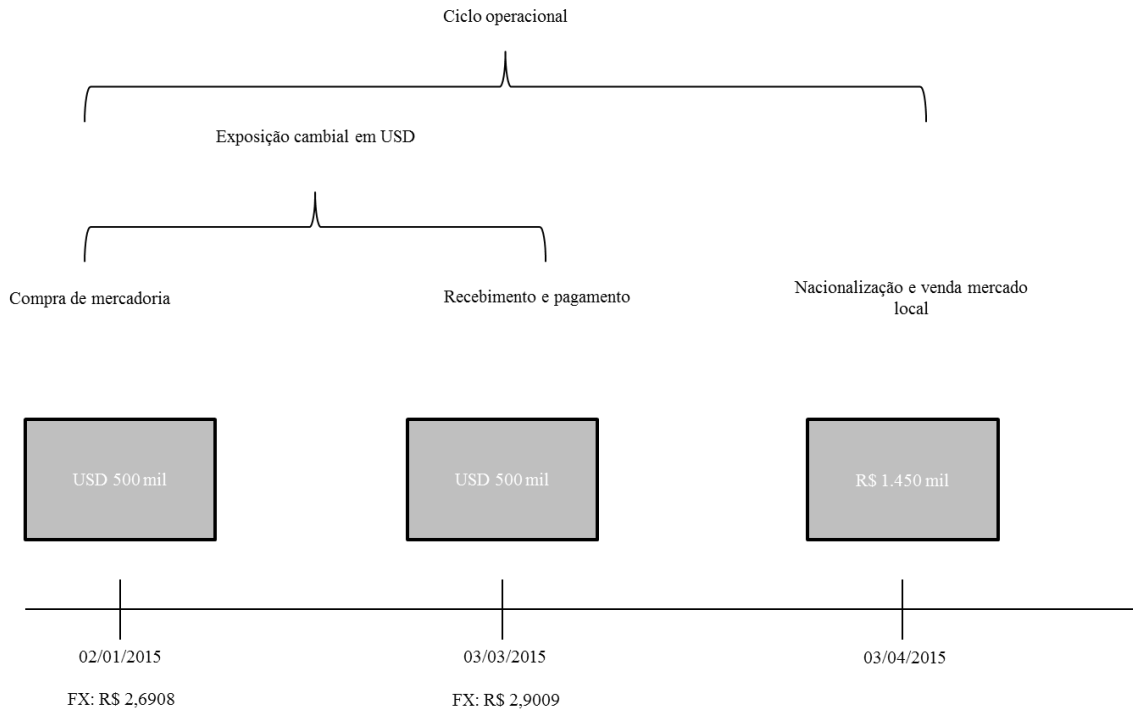 Ciclo operacional
Exposição cambial em USD
Compra de mercadoria
Recebimento e pagamento
Nacionalização e venda mercado
local
USD 500 mil
USD 500 mil
R$ 1.450 mil
02/01/2015
03/03/2015
03/04/2015
FX: R$ 2,6908
FX: R$ 2,9009